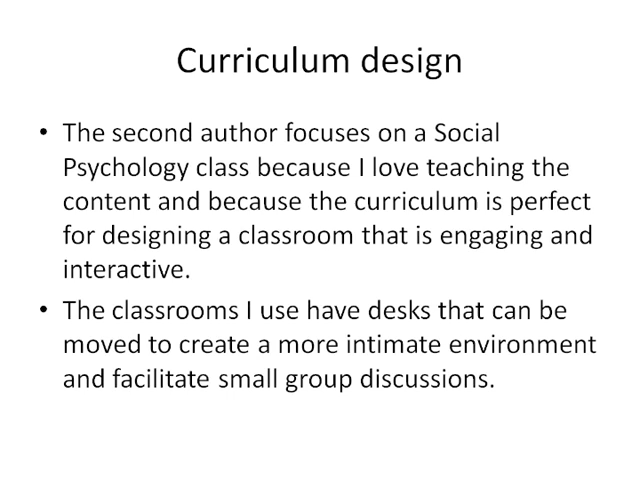 Curriculum design
• The second author focuses on a Social
Psychology class because I love teaching the
content and because the curriculum is perfect
for designing a classroom that is engaging and
interactive.
• The classrooms I use have desks that can be
moved to create a more intimate environment
and facilitate small group discussions.